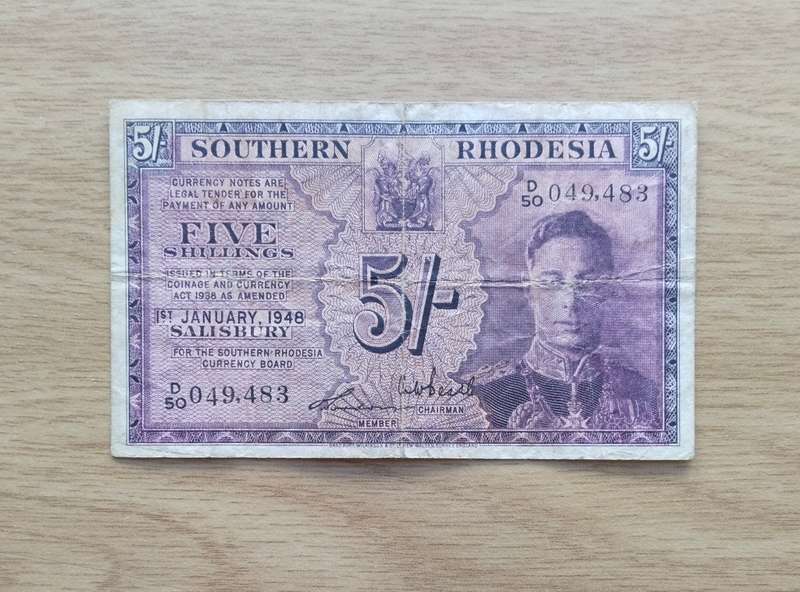 5/- SOUTHERN RHODESIA 5/-
CURRENCY NOTES ARE
LEGAL TENDER FOR THE
PAYMENT OF ANY AMOUNT
D/50 049,483
FIVE
SHILLINGS
5/-
ISSUED IN TERMS OF THE
COINAGE AND CURRENCY
ACT 1938 AS AMENDED
1ST JANUARY, 1948
SALISBURY
FOR THE SOUTHERN RHODESIA
CURRENCY BOARD
D/50 049,483
MEMBER
CHAIRMAN